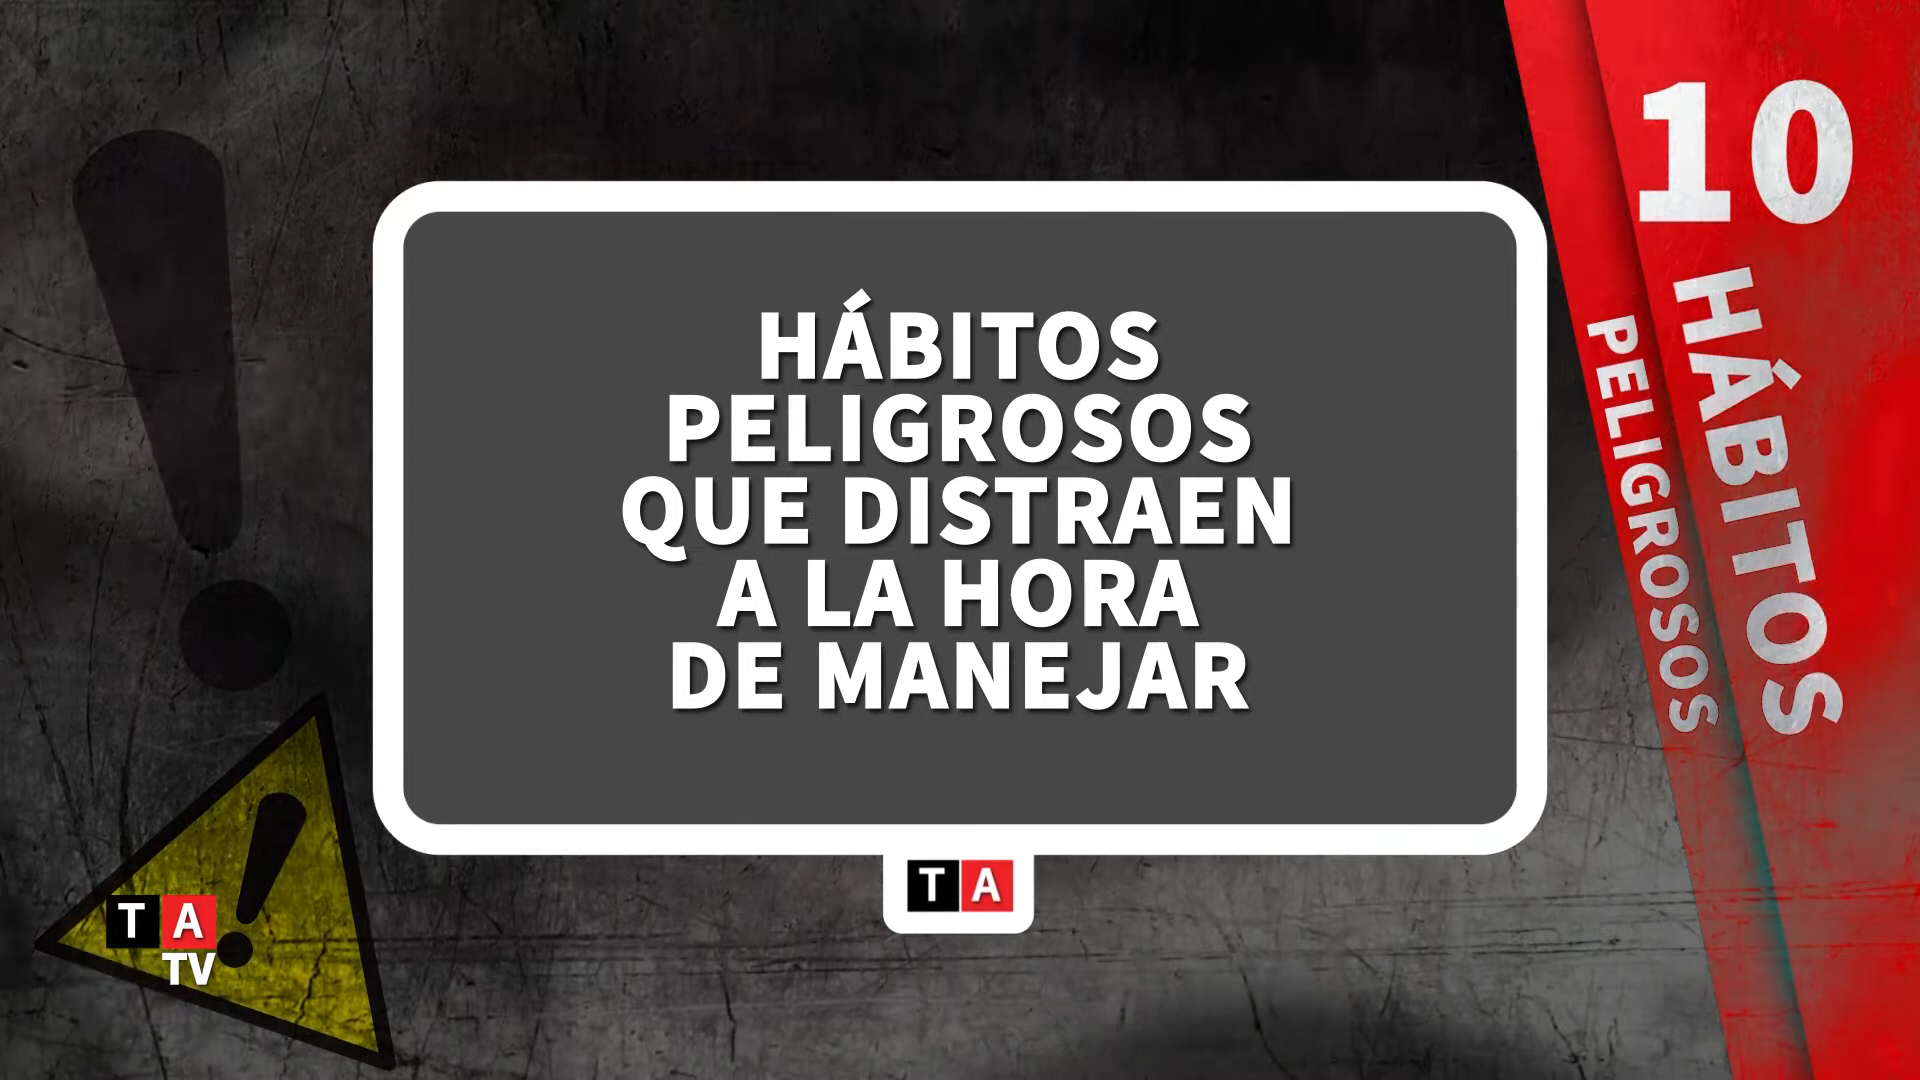 HÁBITOS
PELIGROSOS
QUE DISTRAEN
A LA HORA
DE MANEJAR
10
HÁBITOS
PELIGROSOS
TA
TA
TV